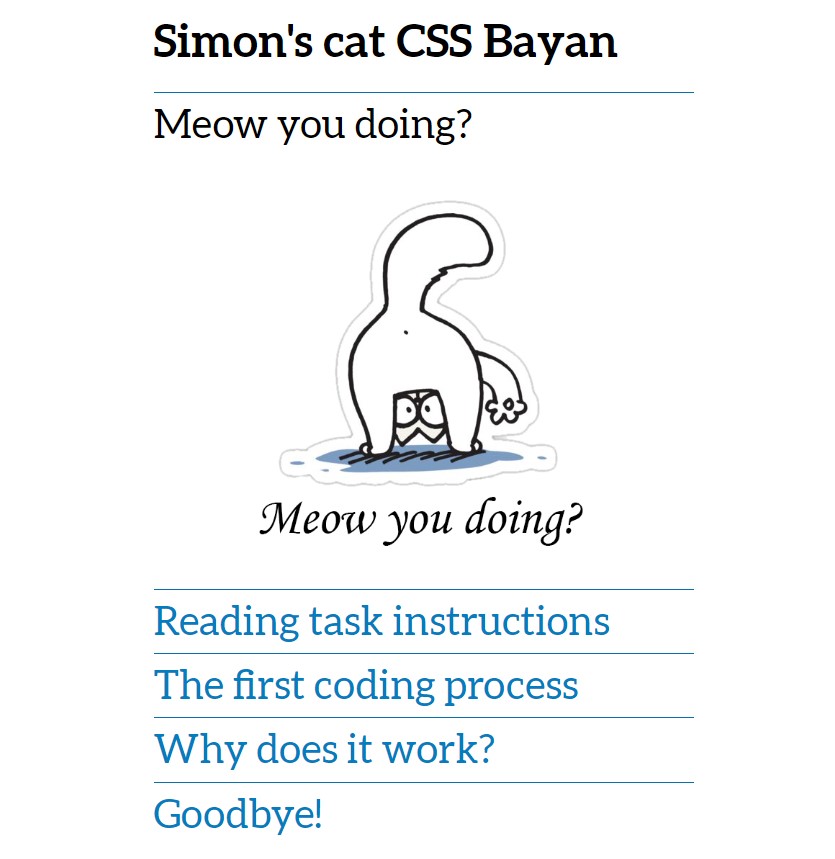 Simon's cat CSS Bayan
Meow you doing?
Meow you doing?
Reading task instructions
The first coding process
Why does it work?
Goodbye!